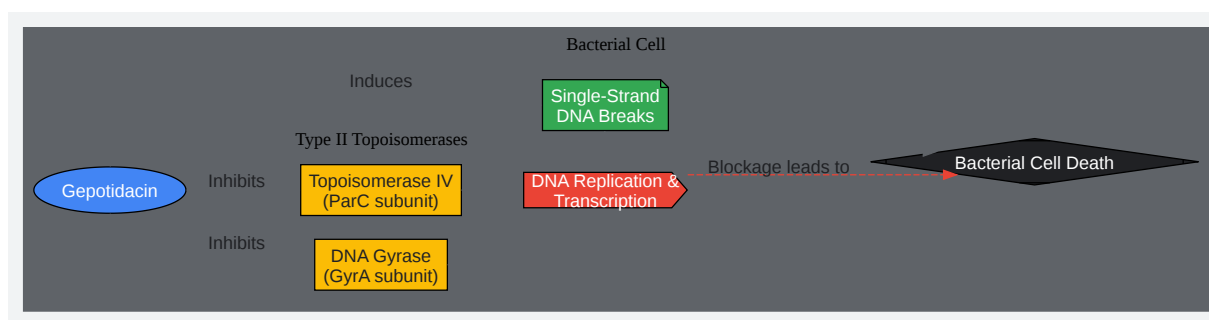 Bacterial Cell
Induces
Single-Strand
DNA Breaks
Type II Topoisomerases
Gepotidacin
Inhibits
Topoisomerase IV
(ParC subunit)
DNA Replication &
Transcription
Blockage leads to
Bacterial Cell Death
Inhibits
DNA Gyrase
(GyrA subunit)